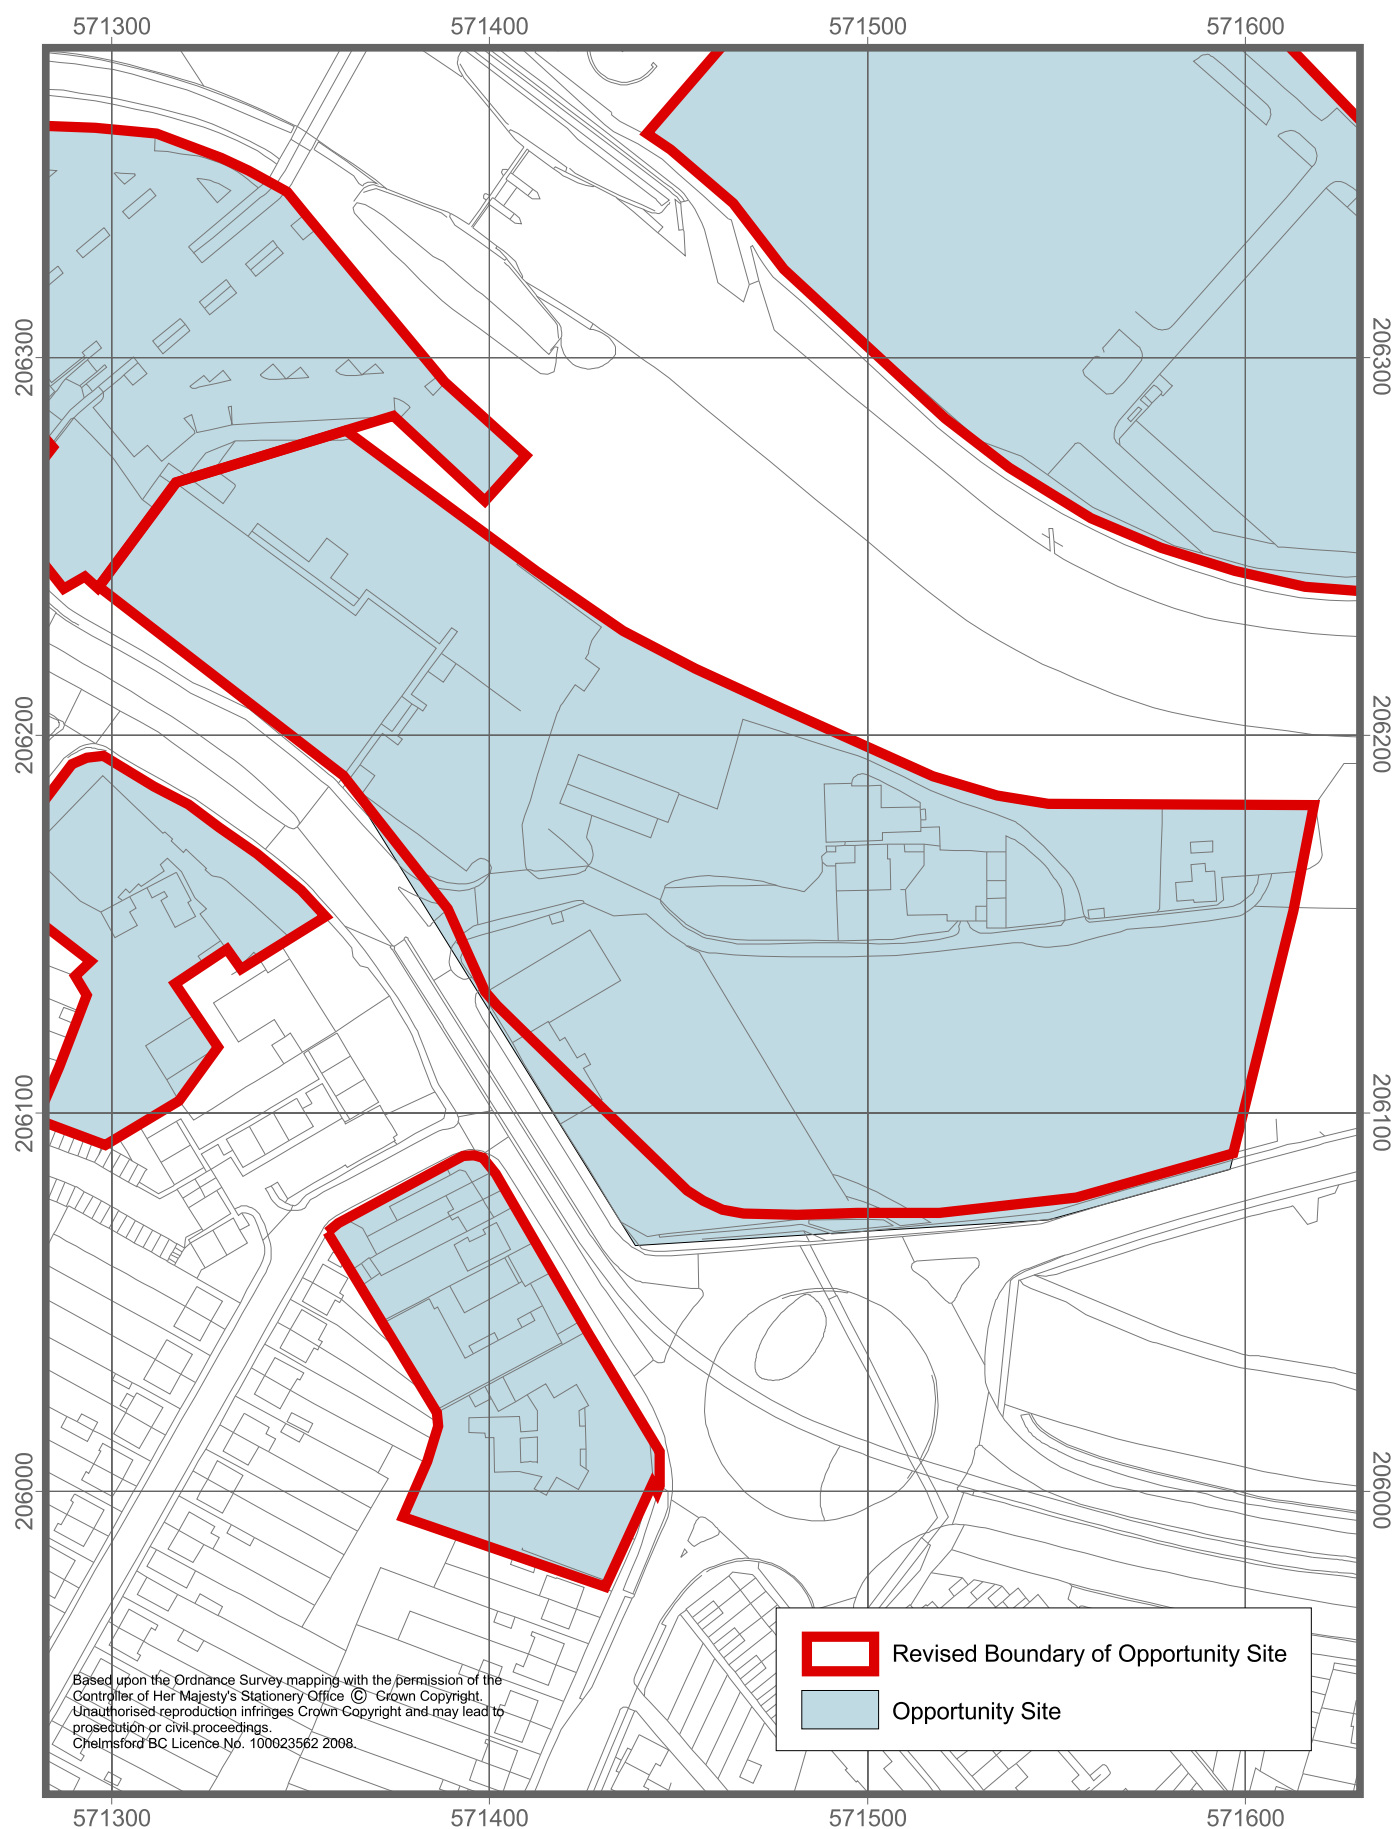 571300 571400 571500 571600
206300 206300
206200 206200
206100 206100
206000 206000
Revised Boundary of Opportunity Site
Opportunity Site
Based upon the Ordnance Survey mapping with the permission of the
Controller of Her Majesty's Stationery Office © Crown Copyright.
Unauthorised reproduction infringes Crown Copyright and may lead to
prosecution or civil proceedings.
Chelmsford BC Licence No. 100023562 2008.
571300 571400 571500 571600